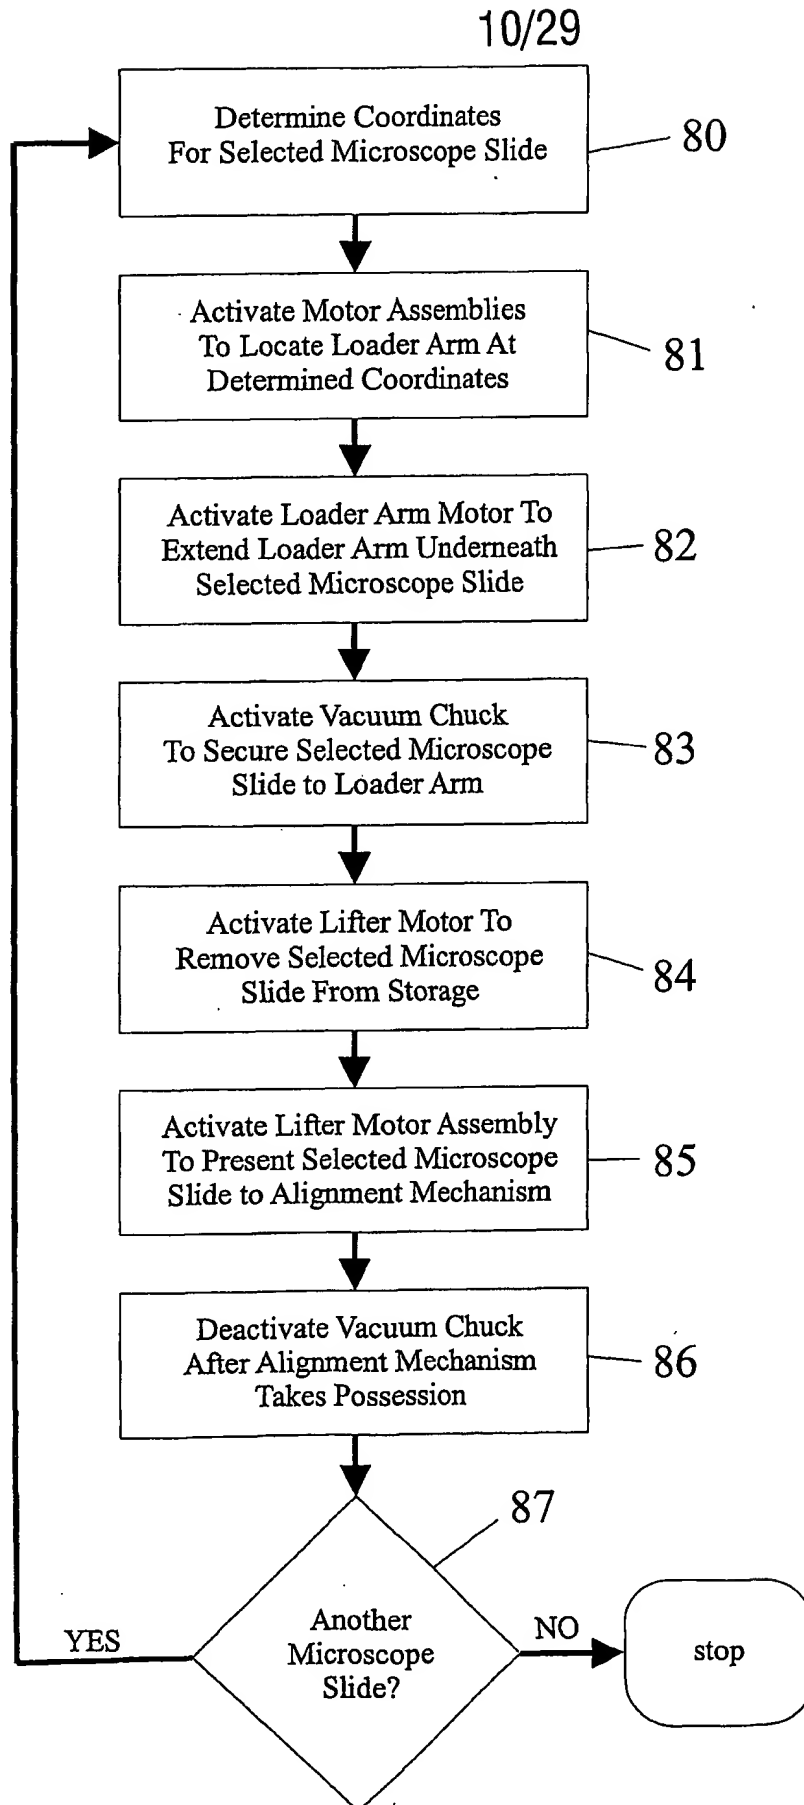 10/29
Determine Coordinates
For Selected Microscope Slide
80
Activate Motor Assemblies
To Locate Loader Arm At
Determined Coordinates
81
Activate Loader Arm Motor To
Extend Loader Arm Underneath
Selected Microscope Slide
82
Activate Vacuum Chuck
To Secure Selected Microscope
Slide to Loader Arm
83
Activate Lifter Motor To
Remove Selected Microscope
Slide From Storage
84
Activate Lifter Motor Assembly
To Present Selected Microscope
Slide to Alignment Mechanism
85
Deactivate Vacuum Chuck
After Alignment Mechanism
Takes Possession
86
87
Another
Microscope
Slide?
YES
NO
stop